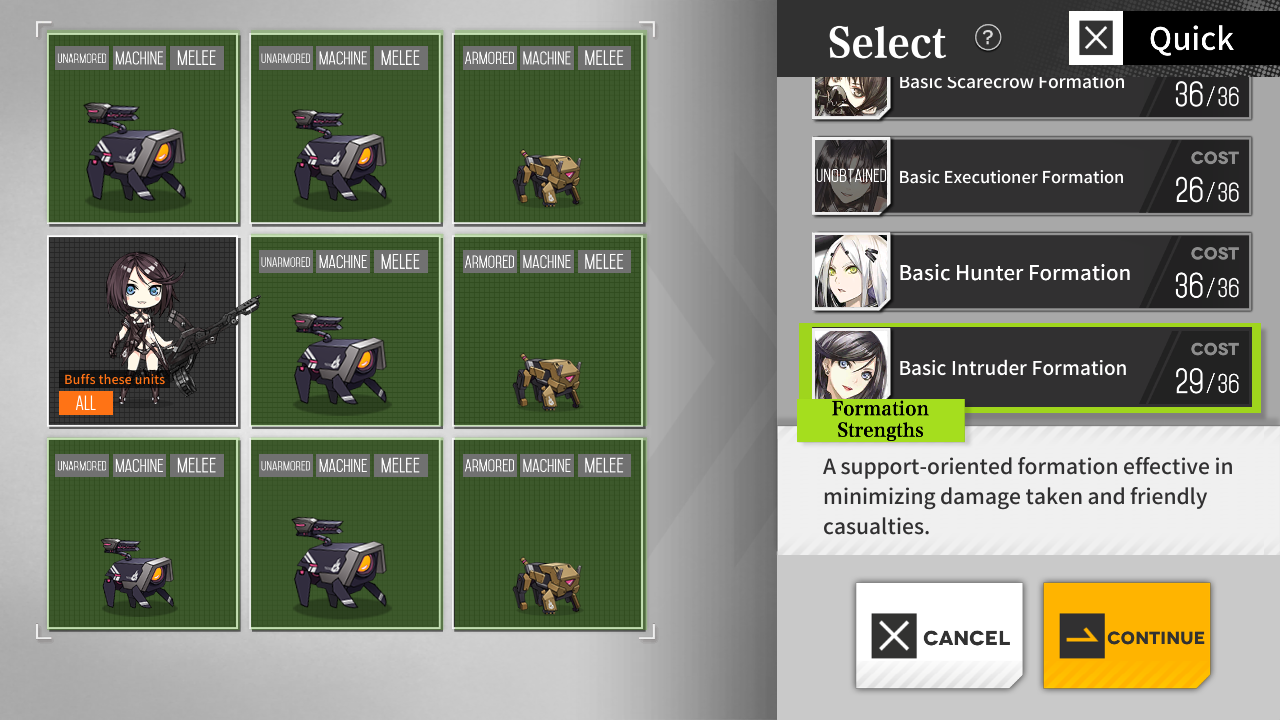 UNARMORED MACHINE MELEE
UNARMORED MACHINE MELEE
ARMORED MACHINE MELEE
Buffs these units
ALL
UNARMORED MACHINE MELEE
ARMORED MACHINE MELEE
UNARMORED MACHINE MELEE
UNARMORED MACHINE MELEE
ARMORED MACHINE MELEE
Select ?
Quick
Basic Scarecrow Formation
36/36
UNOBTAINED
Basic Executioner Formation
COST
26/36
Basic Hunter Formation
COST
36/36
Basic Intruder Formation
COST
29/36
Formation
Strengths
A support-oriented formation effective in
minimizing damage taken and friendly
casualties.
CANCEL
CONTINUE